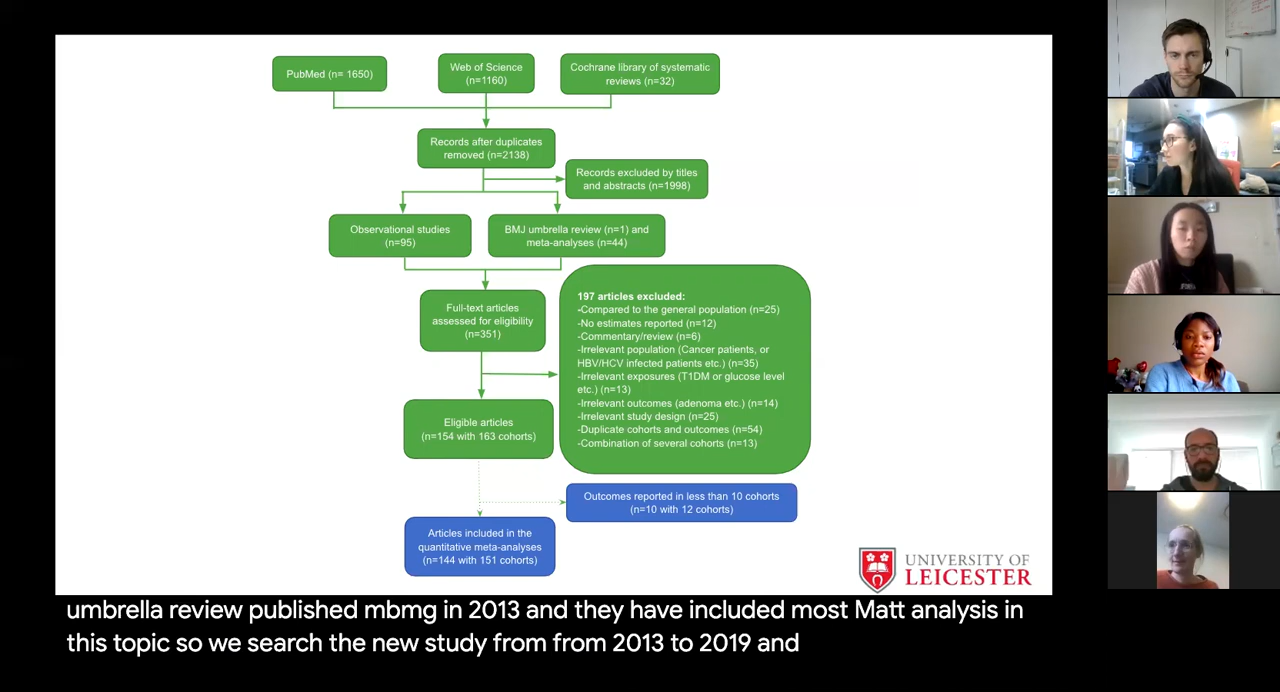 PubMed (n= 1650)
Web of Science
(n=1160)
Cochrane library of systematic
reviews (n=32)
Records after duplicates
removed (n=2138)
Records excluded by titles
and abstracts (n=1998)
Observational studies
(n=95)
BMJ umbrella review (n=1) and
meta-analyses (n=44)
Full-text articles
assessed for eligibility
(n=351)
197 articles excluded:
-Compared to the general population (n=25)
-No estimates reported (n=12)
-Commentary/review (n=6)
-Irrelevant population (Cancer patients, or
HBV/HCV infected patients etc.) (n=35)
-Irrelevant exposures (T1DM or glucose level
etc.) (n=13)
-Irrelevant outcomes (adenoma etc.) (n=14)
-Irrelevant study design (n=25)
-Duplicate cohorts and outcomes (n=54)
-Combination of several cohorts (n=13)
Eligible articles
(n=154 with 163 cohorts)
Outcomes reported in less than 10 cohorts
(n=10 with 12 cohorts)
Articles included in the
quantitative meta-analyses
(n=144 with 151 cohorts)
UNIVERSITY OF
LEICESTER
umbrella review published mbmg in 2013 and they have included most Matt analysis in
this topic so we search the new study from from 2013 to 2019 and